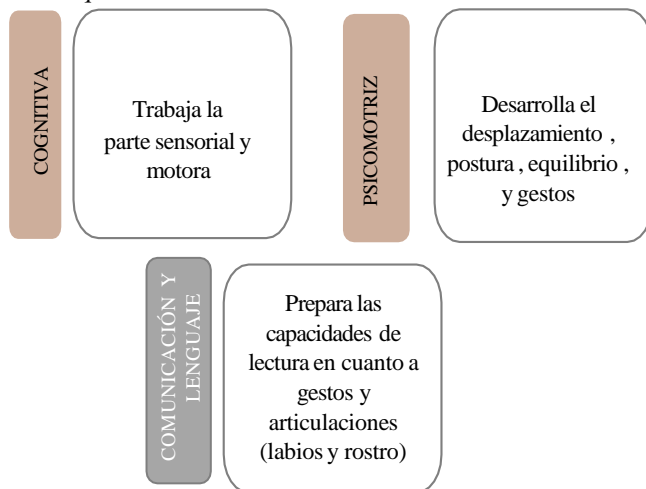 COGNITIVA
Trabaja la
parte sensorial y
motora
PSICOMOTRIZ
Desarrolla el
desplazamiento ,
postura , equilibrio ,
y gestos
COMUNICACIÓN Y
LENGUAJE
Prepara las
capacidades de
lectura en cuanto a
gestos y
articulaciones
(labios y rostro)